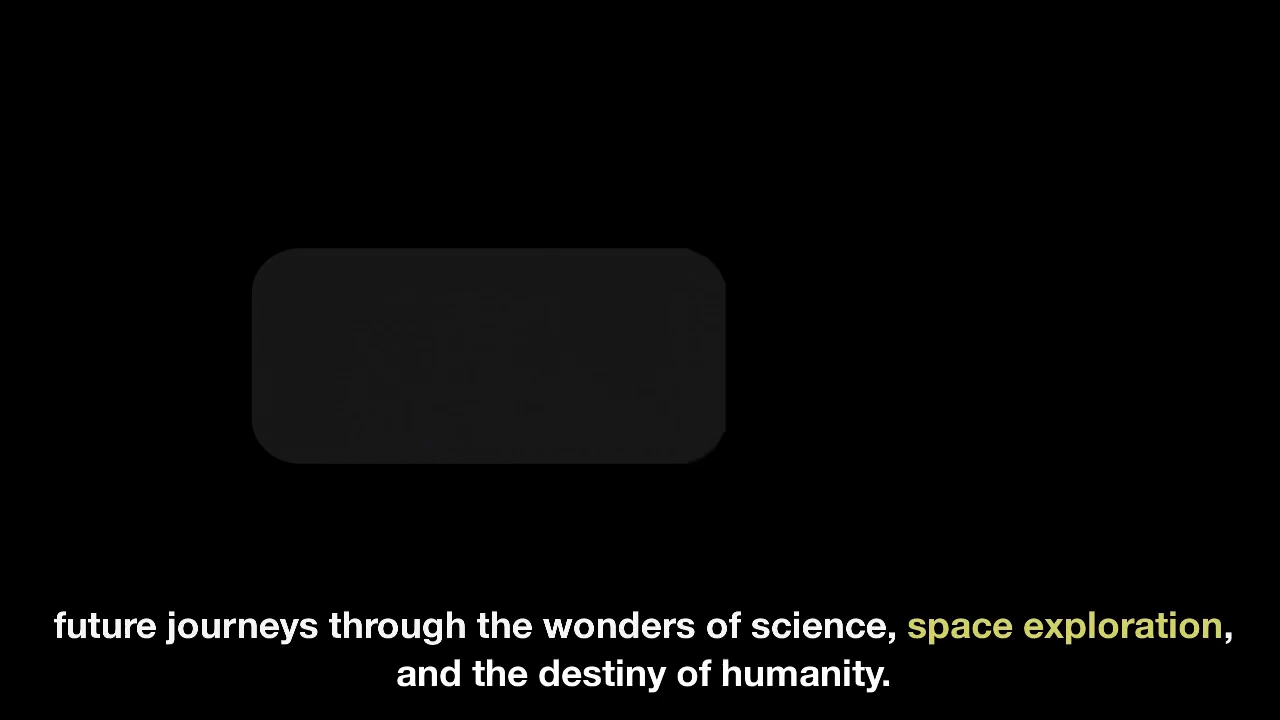 future journeys through the wonders of science, space exploration,
and the destiny of humanity.